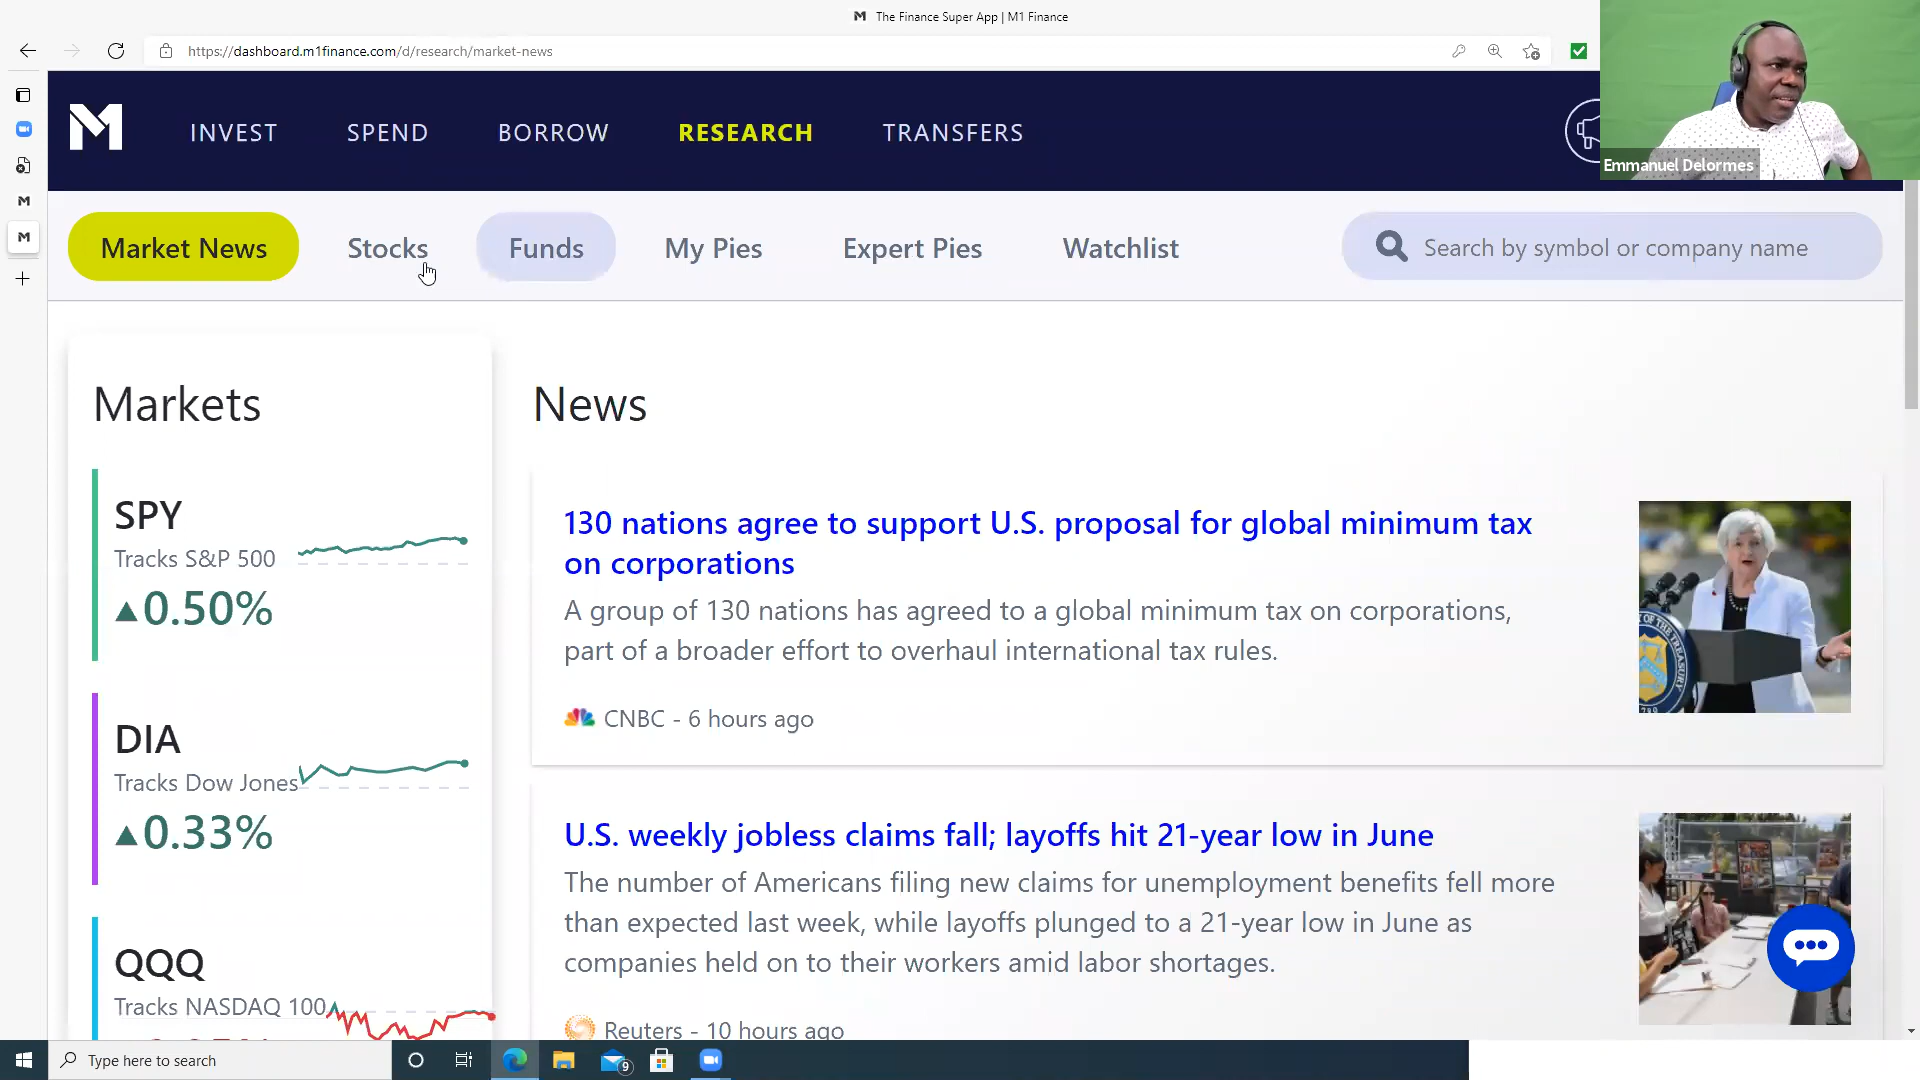 The Finance Super App | M1 Finance
https://dashboard.m1finance.com/d/research/market-news
INVEST SPEND BORROW RESEARCH TRANSFERS
Emmanuel Delormes
Market News Stocks Funds My Pies Expert Pies Watchlist Search by symbol or company name
Markets
SPY
Tracks S&P 500
▲0.50%
DIA
Tracks Dow Jones
▲0.33%
QQQ
Tracks NASDAQ 100
News
130 nations agree to support U.S. proposal for global minimum tax
on corporations
A group of 130 nations has agreed to a global minimum tax on corporations,
part of a broader effort to overhaul international tax rules.
CNBC - 6 hours ago
U.S. weekly jobless claims fall; layoffs hit 21-year low in June
The number of Americans filing new claims for unemployment benefits fell more
than expected last week, while layoffs plunged to a 21-year low in June as
companies held on to their workers amid labor shortages.
Reuters - 10 hours ago
Type here to search
9